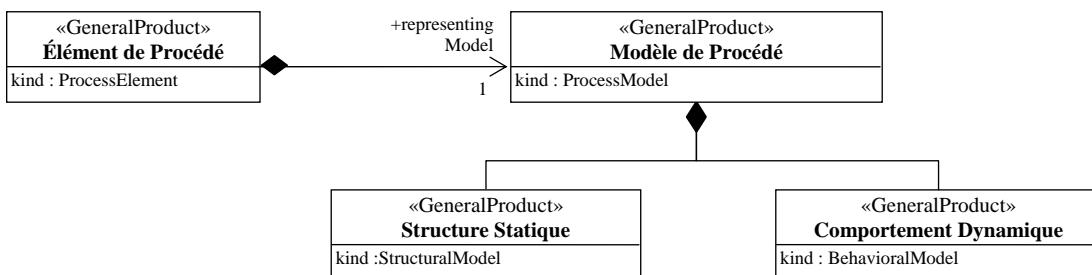 «GeneralProduct»
Élément de Procédé
kind : ProcessElement
+representing
Model
1
«GeneralProduct»
Modèle de Procédé
kind : ProcessModel
«GeneralProduct»
Structure Statique
kind :StructuralModel
«GeneralProduct»
Comportement Dynamique
kind : BehavioralModel